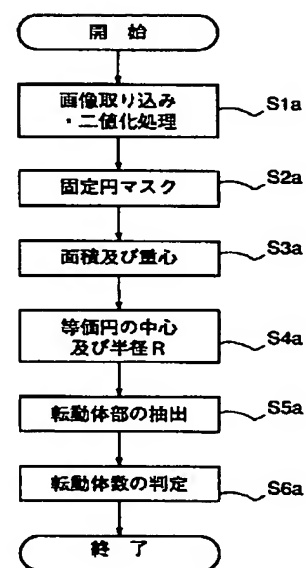 開 始
画像取り込み
・二値化処理
S1a
固定円マスク
S2a
面積及び重心
S3a
等価円の中心
及び半径R
S4a
転動体部の抽出
S5a
転動体数の判定
S6a
終 了